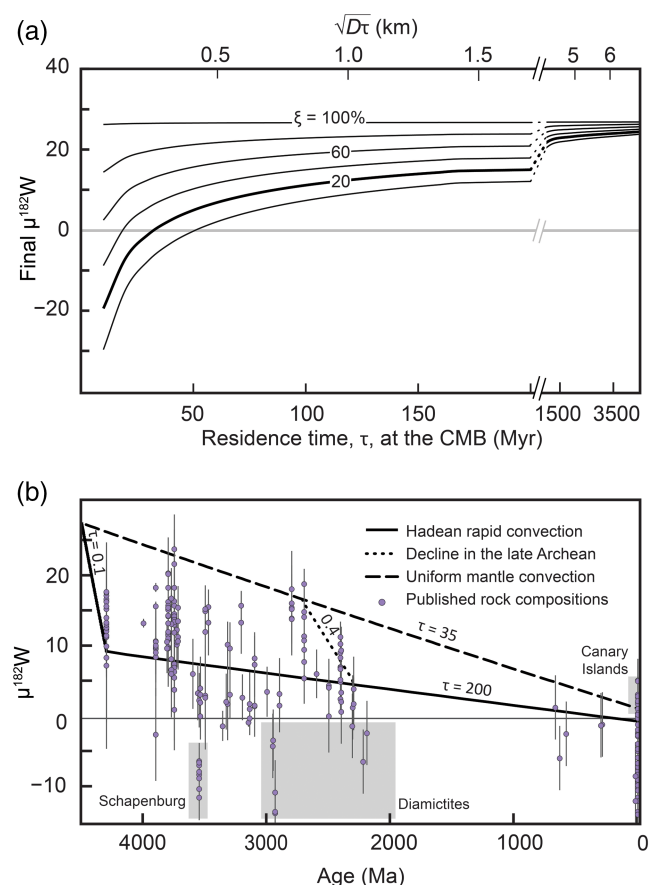 (a)
√Dτ (km)
0.5 1.0 1.5 5 6
40
20
0
−20
Final μ¹⁸²W
ξ = 100%
60
20
50 100 150 1500 3500
Residence time, τ, at the CMB (Myr)
(b)
20
10
0
−10
μ¹⁸²W
Hadean rapid convection
Decline in the late Archean
Uniform mantle convection
Published rock compositions
τ = 0.1
0.4
τ = 35
τ = 200
Canary
Islands
Schapenburg
Diamictites
4000 3000 2000 1000 0
Age (Ma)